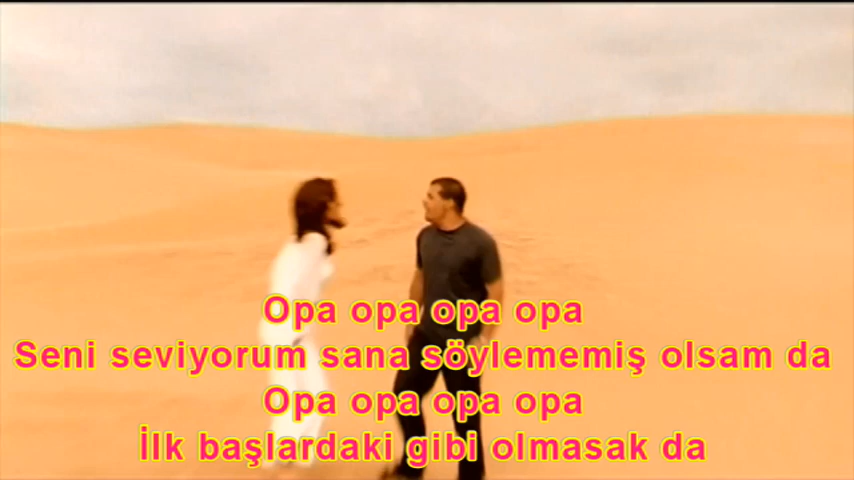 Opa opa opa opa
Seni seviyorum sana söylememiş olsam da
Opa opa opa opa
İlk başlardaki gibi olmasak da